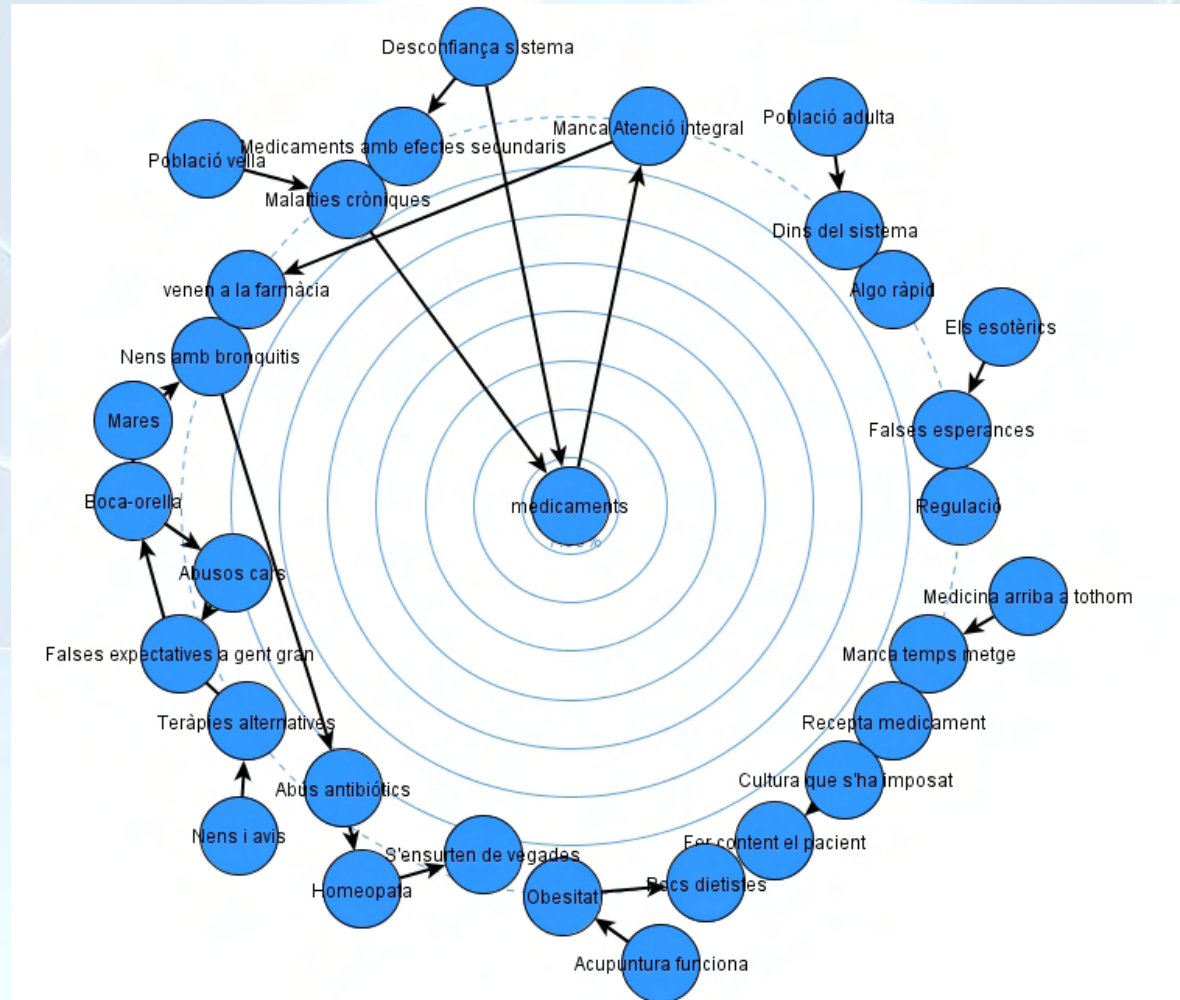 Desconfiança sistema
Població adulta
Manca Atenció integral
Medicaments amb efectes secundaris
Població vella
Malalties cròniques
Dins del sistema
venen a la farmàcia
Algo ràpid
Els esotèrics
Nens amb bronquitis
Mares
Falses esperances
Boca-orella
medicaments
Regulació
Abusos cars
Medicina arriba a tothom
Falses expectatives a gent gran
Manca temps metge
Teràpies alternatives
Recepta medicament
Cultura que s'ha imposat
Abús antibiótics
Nens i avis
Fer content el pacient
S'ensurten de vegades
Pocs dietistes
Homeopata
Obesitat
Acupuntura funciona